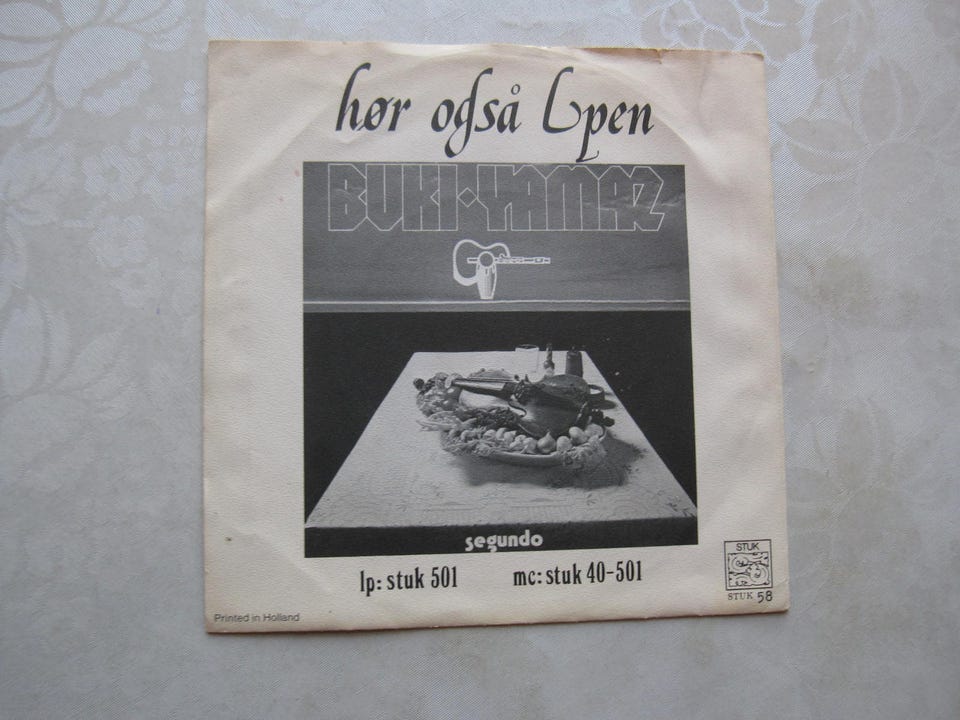 hør også Lpen
BUKI·YAMAZ
segundo
lp: stuk 501 mc: stuk 40-501
STUK
STUK 58
Printed in Holland